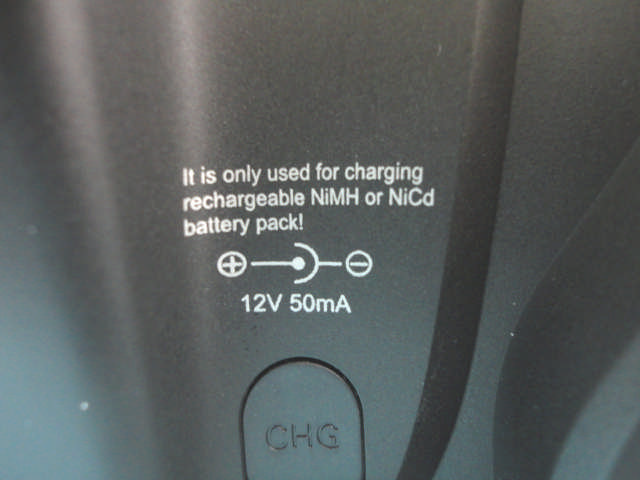 It is only used for charging
rechargeable NiMH or NiCd
battery pack!
12V 50mA
CHG